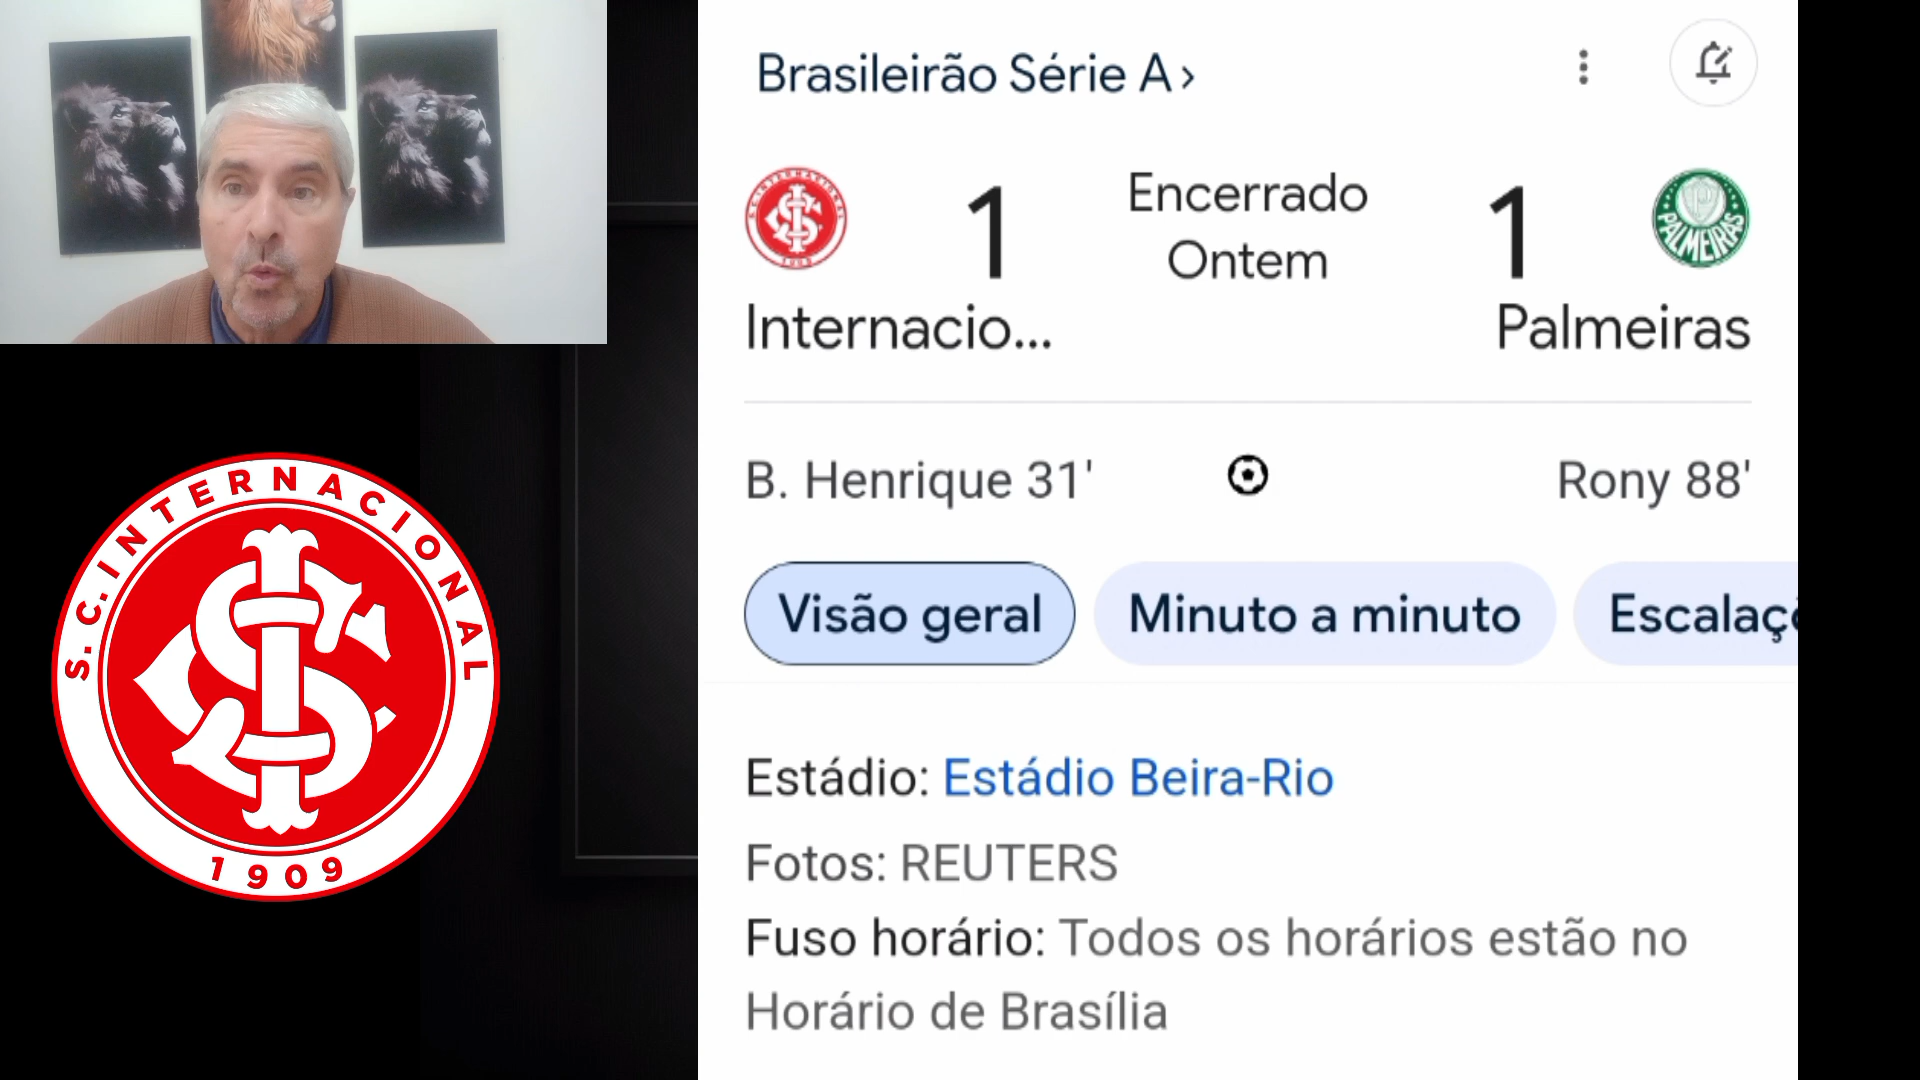 Brasileirão Série A
1
Encerrado
Ontem
1
PALMEIRAS
Internacio...
Palmeiras
B. Henrique 31'
Rony 88'
S.C. INTERNACIONAL
1909
Visão geral
Minuto a minuto
Escalaç
Estádio: Estádio Beira-Rio
Fotos: REUTERS
Fuso horário: Todos os horários estão no
Horário de Brasília